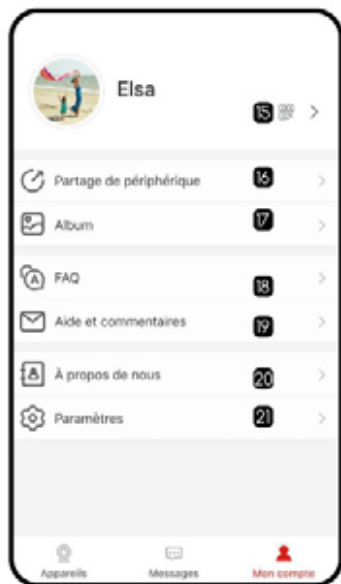 Elsa
15
Partage de périphérique 16
Album 17
FAQ 18
Aide et commentaires 19
À propos de nous 20
Paramètres 21
Appareils Messages Mon compte